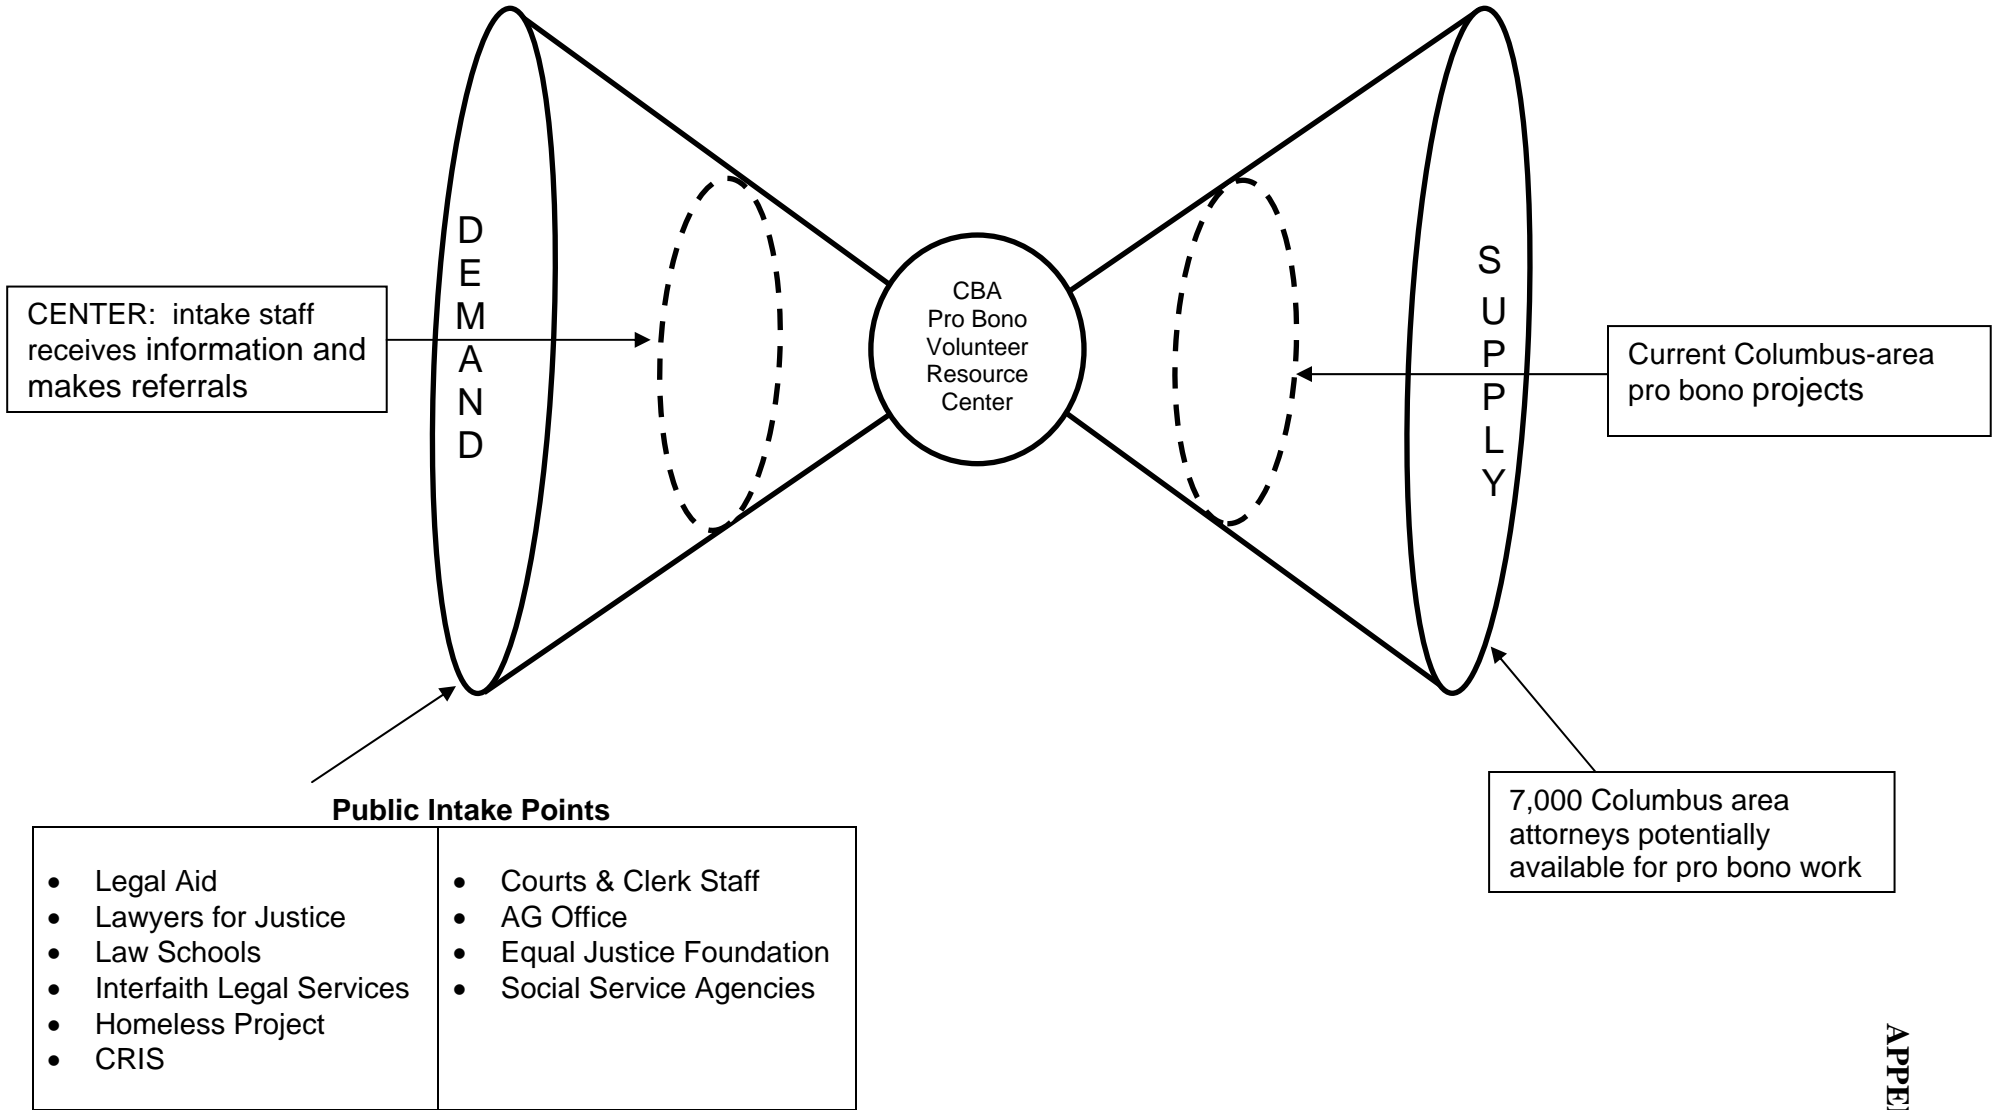 DEMAND
CENTER: intake staff
receives information and
makes referrals
CBA
Pro Bono
Volunteer
Resource
Center
SUPPLY
Current Columbus-area
pro bono projects
7,000 Columbus area
attorneys potentially
available for pro bono work
Public Intake Points
• Legal Aid
• Lawyers for Justice
• Law Schools
• Interfaith Legal Services
• Homeless Project
• CRIS
• Courts & Clerk Staff
• AG Office
• Equal Justice Foundation
• Social Service Agencies